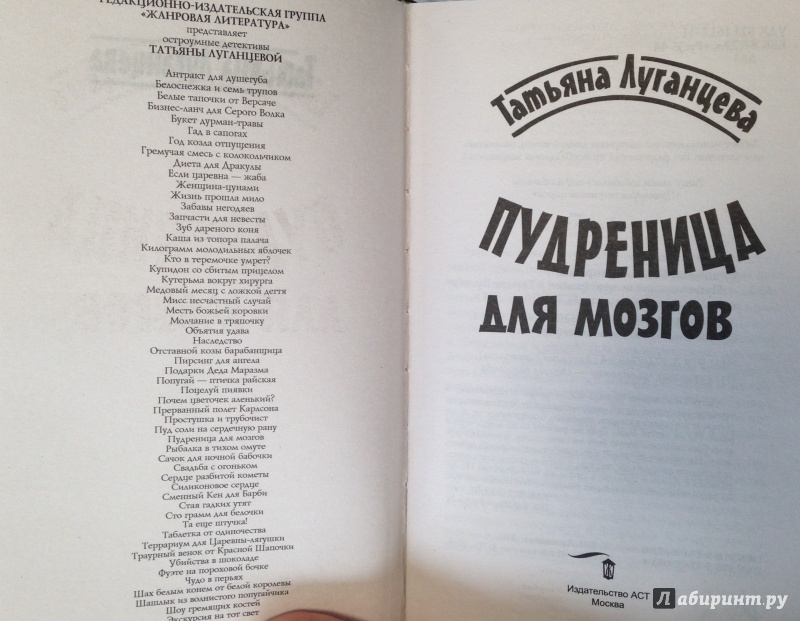 РЕДАКЦИОННО-ИЗДАТЕЛЬСКАЯ ГРУППА
«ЖАНРОВАЯ ЛИТЕРАТУРА»
представляет
остроумные детективы
ТАТЬЯНЫ ЛУГАНЦЕВОЙ
Антракт для душегуба
Белоснежка и семь трупов
Белые тапочки от Версаче
Бизнес-ланч для Серого Волка
Букет дурман-травы
Гад в сапогах
Год козла отпущения
Гремучая смесь с колокольчиком
Диета для Дракулы
Если царевна — жаба
Женщина-цунами
Жизнь прошла мило
Забавы негодяев
Запчасти для невесты
Зуб дареного коня
Каша из топора палача
Килограмм молодильных яблочек
Кто в теремочке умрет?
Купидон со сбитым прицелом
Кутерьма вокруг хирурга
Медовый месяц с ложкой дегтя
Мисс несчастный случай
Месть божьей коровки
Молчание в тряпочку
Объятия удава
Наследство
Отставной козы барабанщица
Пирсинг для ангела
Подарки Деда Маразма
Попугай — птичка райская
Поцелуй пиявки
Почем цветочек аленький?
Прерванный полет Карлсона
Простушка и трубочист
Пуд соли на сердечную рану
Пудреница для мозгов
Рыбалка в тихом омуте
Сачок для ночной бабочки
Свадьба с огоньком
Сердце разбитой кометы
Силиконовое сердце
Сменный Кен для Барби
Стая гадких утят
Сто грамм для белочки
Та еще штучка!
Таблетка от одиночества
Террариум для Царевны-лягушки
Траурный венок от Красной Шапочки
Убийства в шоколаде
Фуэте на пороховой бочке
Чудо в перьях
Шах белым конем от белой королевы
Шашлык из волнистого попугайчика
Шоу гремящих костей
Экскурсия на тот свет
Татьяна Луганцева
ПУДРЕНИЦА
ДЛЯ МОЗГОВ
Издательство АСТ
Москва
Лабиринт.ру